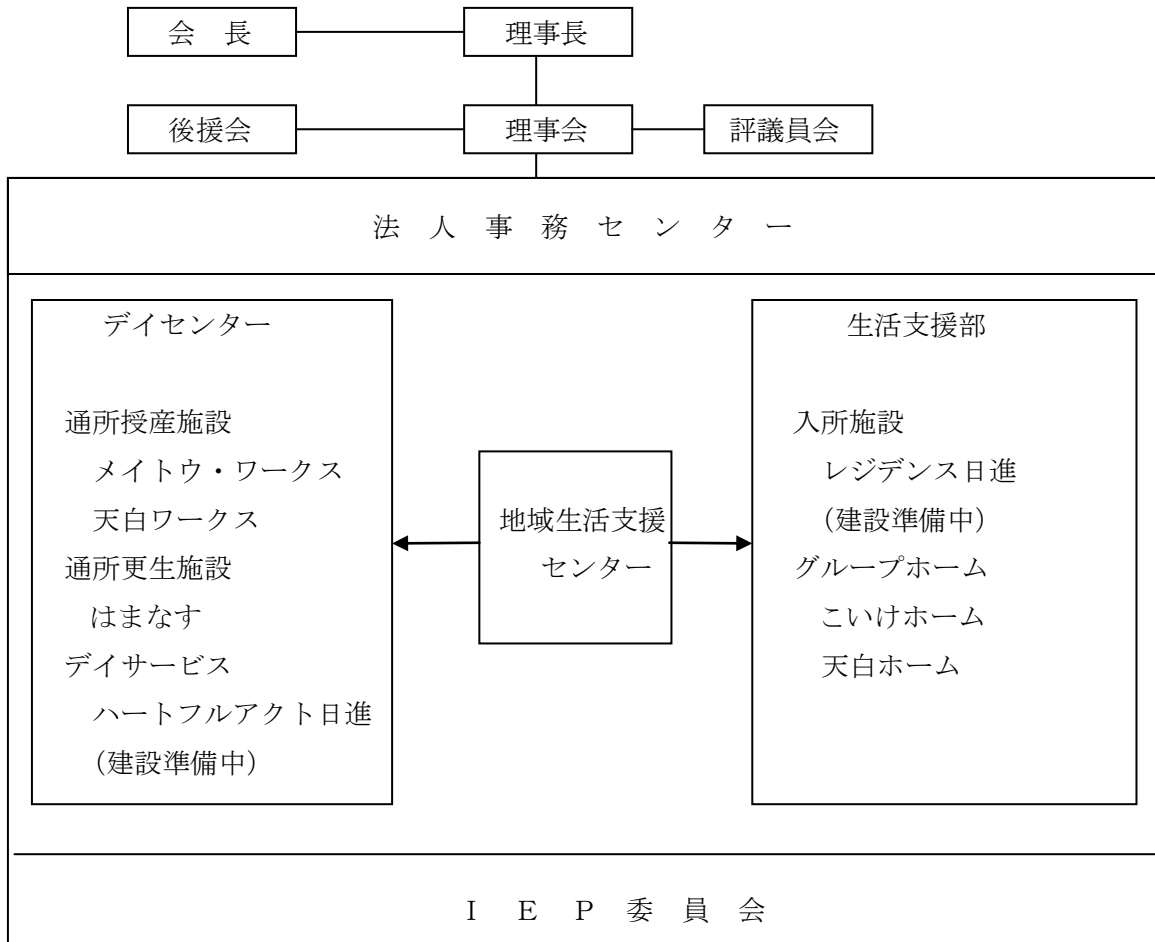 会　長
理事長
後援会
理事会
評議員会
法　人　事　務　セ　ン　タ　ー
デイセンター
通所授産施設
メイトウ・ワークス
天白ワークス
通所更生施設
はまなす
デイサービス
ハートフルアクト日進
（建設準備中）
地域生活支援
センター
生活支援部
入所施設
レジデンス日進
（建設準備中）
グループホーム
こいけホーム
天白ホーム
Ｉ　Ｅ　Ｐ　委　員　会